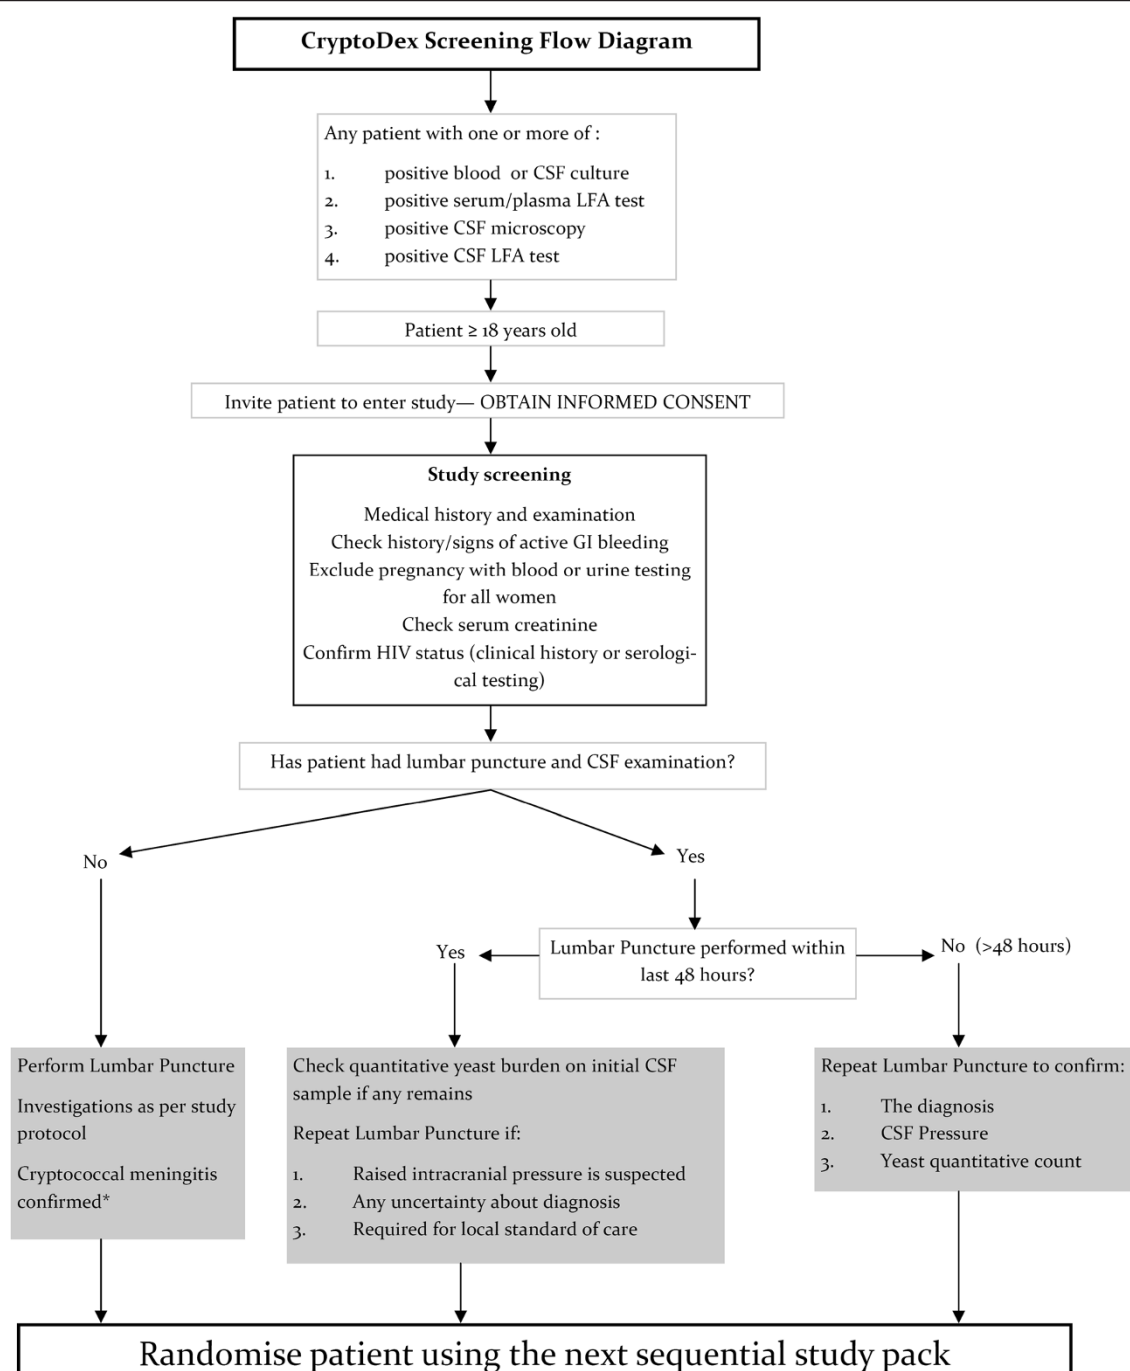 CryptoDex Screening Flow Diagram
Any patient with one or more of :
1. positive blood or CSF culture
2. positive serum/plasma LFA test
3. positive CSF microscopy
4. positive CSF LFA test
Patient ≥ 18 years old
Invite patient to enter study— OBTAIN INFORMED CONSENT
Study screening
Medical history and examination
Check history/signs of active GI bleeding
Exclude pregnancy with blood or urine testing
for all women
Check serum creatinine
Confirm HIV status (clinical history or serologi-
cal testing)
Has patient had lumbar puncture and CSF examination?
No
Yes
Lumbar Puncture performed within
last 48 hours?
Yes
No (>48 hours)
Perform Lumbar Puncture
Investigations as per study
protocol
Cryptococcal meningitis
confirmed*
Check quantitative yeast burden on initial CSF
sample if any remains
Repeat Lumbar Puncture if:
1. Raised intracranial pressure is suspected
2. Any uncertainty about diagnosis
3. Required for local standard of care
Repeat Lumbar Puncture to confirm:
1. The diagnosis
2. CSF Pressure
3. Yeast quantitative count
Randomise patient using the next sequential study pack